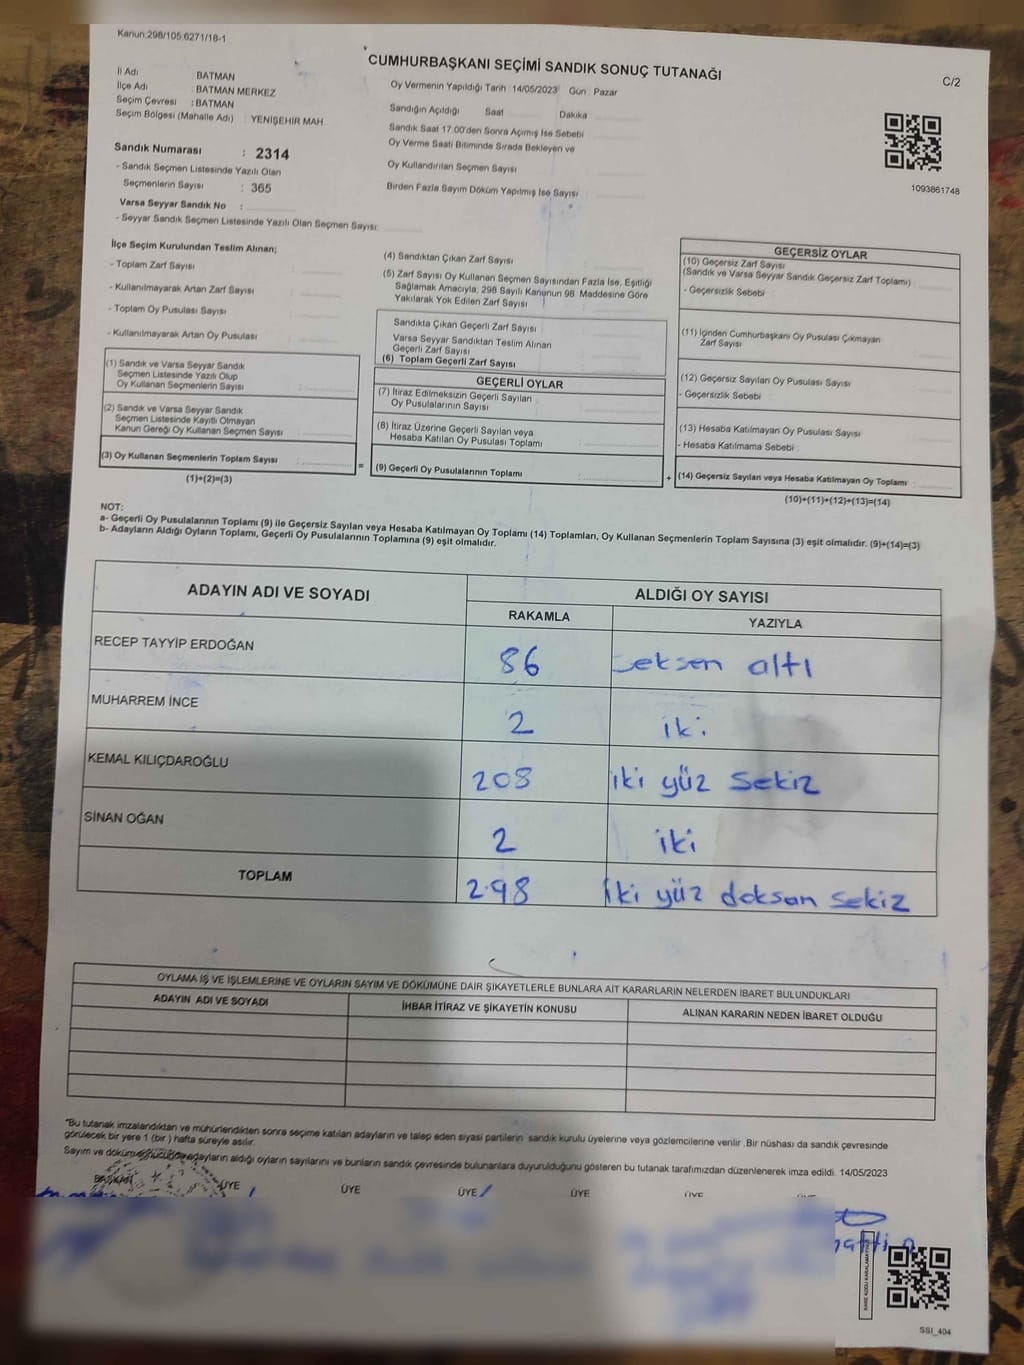 Kanun:298/105:6271/18-1
CUMHURBAŞKANI SEÇİMİ SANDIK SONUÇ TUTANAĞI
C/2
İl Adı BATMAN
İlçe Adı : BATMAN MERKEZ
Seçim Çevresi : BATMAN
Seçim Bölgesi (Mahalle Adı) : YENİŞEHİR MAH.
Oy Vermenin Yapıldığı Tarih :14/05/2023 Gün : Pazar
Sandığın Açıldığı Saat Dakika :
Sandık Saat 17:00'den Sonra Açımış İse Sebebi
Oy Verme Saati Bitiminde Sırada Bekleyen ve
Oy Kullandırılan Seçmen Sayısı
Birden Fazla Sayım Döküm Yapılmış İse Sayısı
1093861748
Sandık Numarası : 2314
- Sandık Seçmen Listesinde Yazılı Olan
Seçmenlerin Sayısı : 365
Varsa Seyyar Sandık No :
- Seyyar Sandık Seçmen Listesinde Yazılı Olan Seçmen Sayısı:
İlçe Seçim Kurulundan Teslim Alınan;
- Toplam Zarf Sayısı :
- Kullanılmayarak Artan Zarf Sayısı :
- Toplam Oy Pusulası Sayısı :
- Kullanılmayarak Artan Oy Pusulası :
(1) Sandık ve Varsa Seyyar Sandık
Seçmen Listesinde Yazılı Olup
Oy Kullanan Seçmenlerin Sayısı :
(2) Sandık ve Varsa Seyyar Sandık
Seçmen Listesinde Kayıtlı Olmayan
Kanun Gereği Oy Kullanan Seçmen Sayısı :
(3) Oy Kullanan Seçmenlerin Toplam Sayısı :
(1)+(2)=(3)
=
(4) Sandıktan Çıkan Zarf Sayısı :
(5) Zarf Sayısı Oy Kullanan Seçmen Sayısından Fazla İse, Eşitliği
Sağlamak Amacıyla, 298 Sayılı Kanunun 98. Maddesine Göre
Yakılarak Yok Edilen Zarf Sayısı :
Sandıkta Çıkan Geçerli Zarf Sayısı :
Varsa Seyyar Sandıktan Teslim Alınan
Geçerli Zarf Sayısı
(6) Toplam Geçerli Zarf Sayısı :
GEÇERLİ OYLAR
(7) İtiraz Edilmeksizin Geçerli Sayılan
Oy Pusulalarının Sayısı :
(8) İtiraz Üzerine Geçerli Sayılan veya
Hesaba Katılan Oy Pusulası Toplamı :
(9) Geçerli Oy Pusulalarının Toplamı :
+
GEÇERSİZ OYLAR
(10) Geçersiz Zarf Sayısı
(Sandık ve Varsa Seyyar Sandık Geçersiz Zarf Toplamı)
- Geçersizlik Sebebi :
(11) İçinden Cumhurbaşkanı Oy Pusulası Çıkmayan
Zarf Sayısı
(12) Geçersiz Sayılan Oy Pusulası Sayısı :
- Geçersizlik Sebebi :
(13) Hesaba Katılmayan Oy Pusulası Sayısı
- Hesaba Katılmama Sebebi :
(14) Geçersiz Sayılan veya Hesaba Katılmayan Oy Toplamı :
(10)+(11)+(12)+(13)=(14)
NOT:
a- Geçerli Oy Pusulalarının Toplamı (9) ile Geçersiz Sayılan veya Hesaba Katılmayan Oy Toplamı (14) Toplamları, Oy Kullanan Seçmenlerin Toplam Sayısına (3) eşit olmalıdır. (9)+(14)=(3)
b- Adayların Aldığı Oyların Toplamı, Geçerli Oy Pusulalarının Toplamına (9) eşit olmalıdır.
ADAYIN ADI VE SOYADI ALDIĞI OY SAYISI
RAKAMLA YAZIYLA
RECEP TAYYİP ERDOĞAN 86 seksen altı
MUHARREM İNCE 2 iki
KEMAL KILIÇDAROĞLU 208 iki yüz sekiz
SİNAN OĞAN 2 iki
TOPLAM 298 iki yüz doksan sekiz
OYLAMA İŞ VE İŞLEMLERİNE VE OYLARIN SAYIM VE DÖKÜMÜNE DAİR ŞİKAYETLERLE BUNLARA AİT KARARLARIN NELERDEN İBARET BULUNDUKLARI
ADAYIN ADI VE SOYADI İHBAR İTİRAZ VE ŞİKAYETİN KONUSU ALINAN KARARIN NEDEN İBARET OLDUĞU
"Bu tutanak imzalandıktan ve mühürlendikten sonra seçime katılan adayların ve talep eden siyasi partilerin sandık kurulu üyelerine veya gözlemcilerine verilir .Bir nüshası da sandık çevresinde
görülecek bir yere 1 (bir ) hafta süreyle asılır.
Sayım ve döküm adayların aldığı oyların sayılarını ve bunların sandık çevresinde bulunanlara duyurulduğunu gösteren bu tutanak tarafımızdan düzenlenerek imza edildi. 14/05/2023
BAŞKAN ÜYE ÜYE ÜYE ÜYE
SSI_404